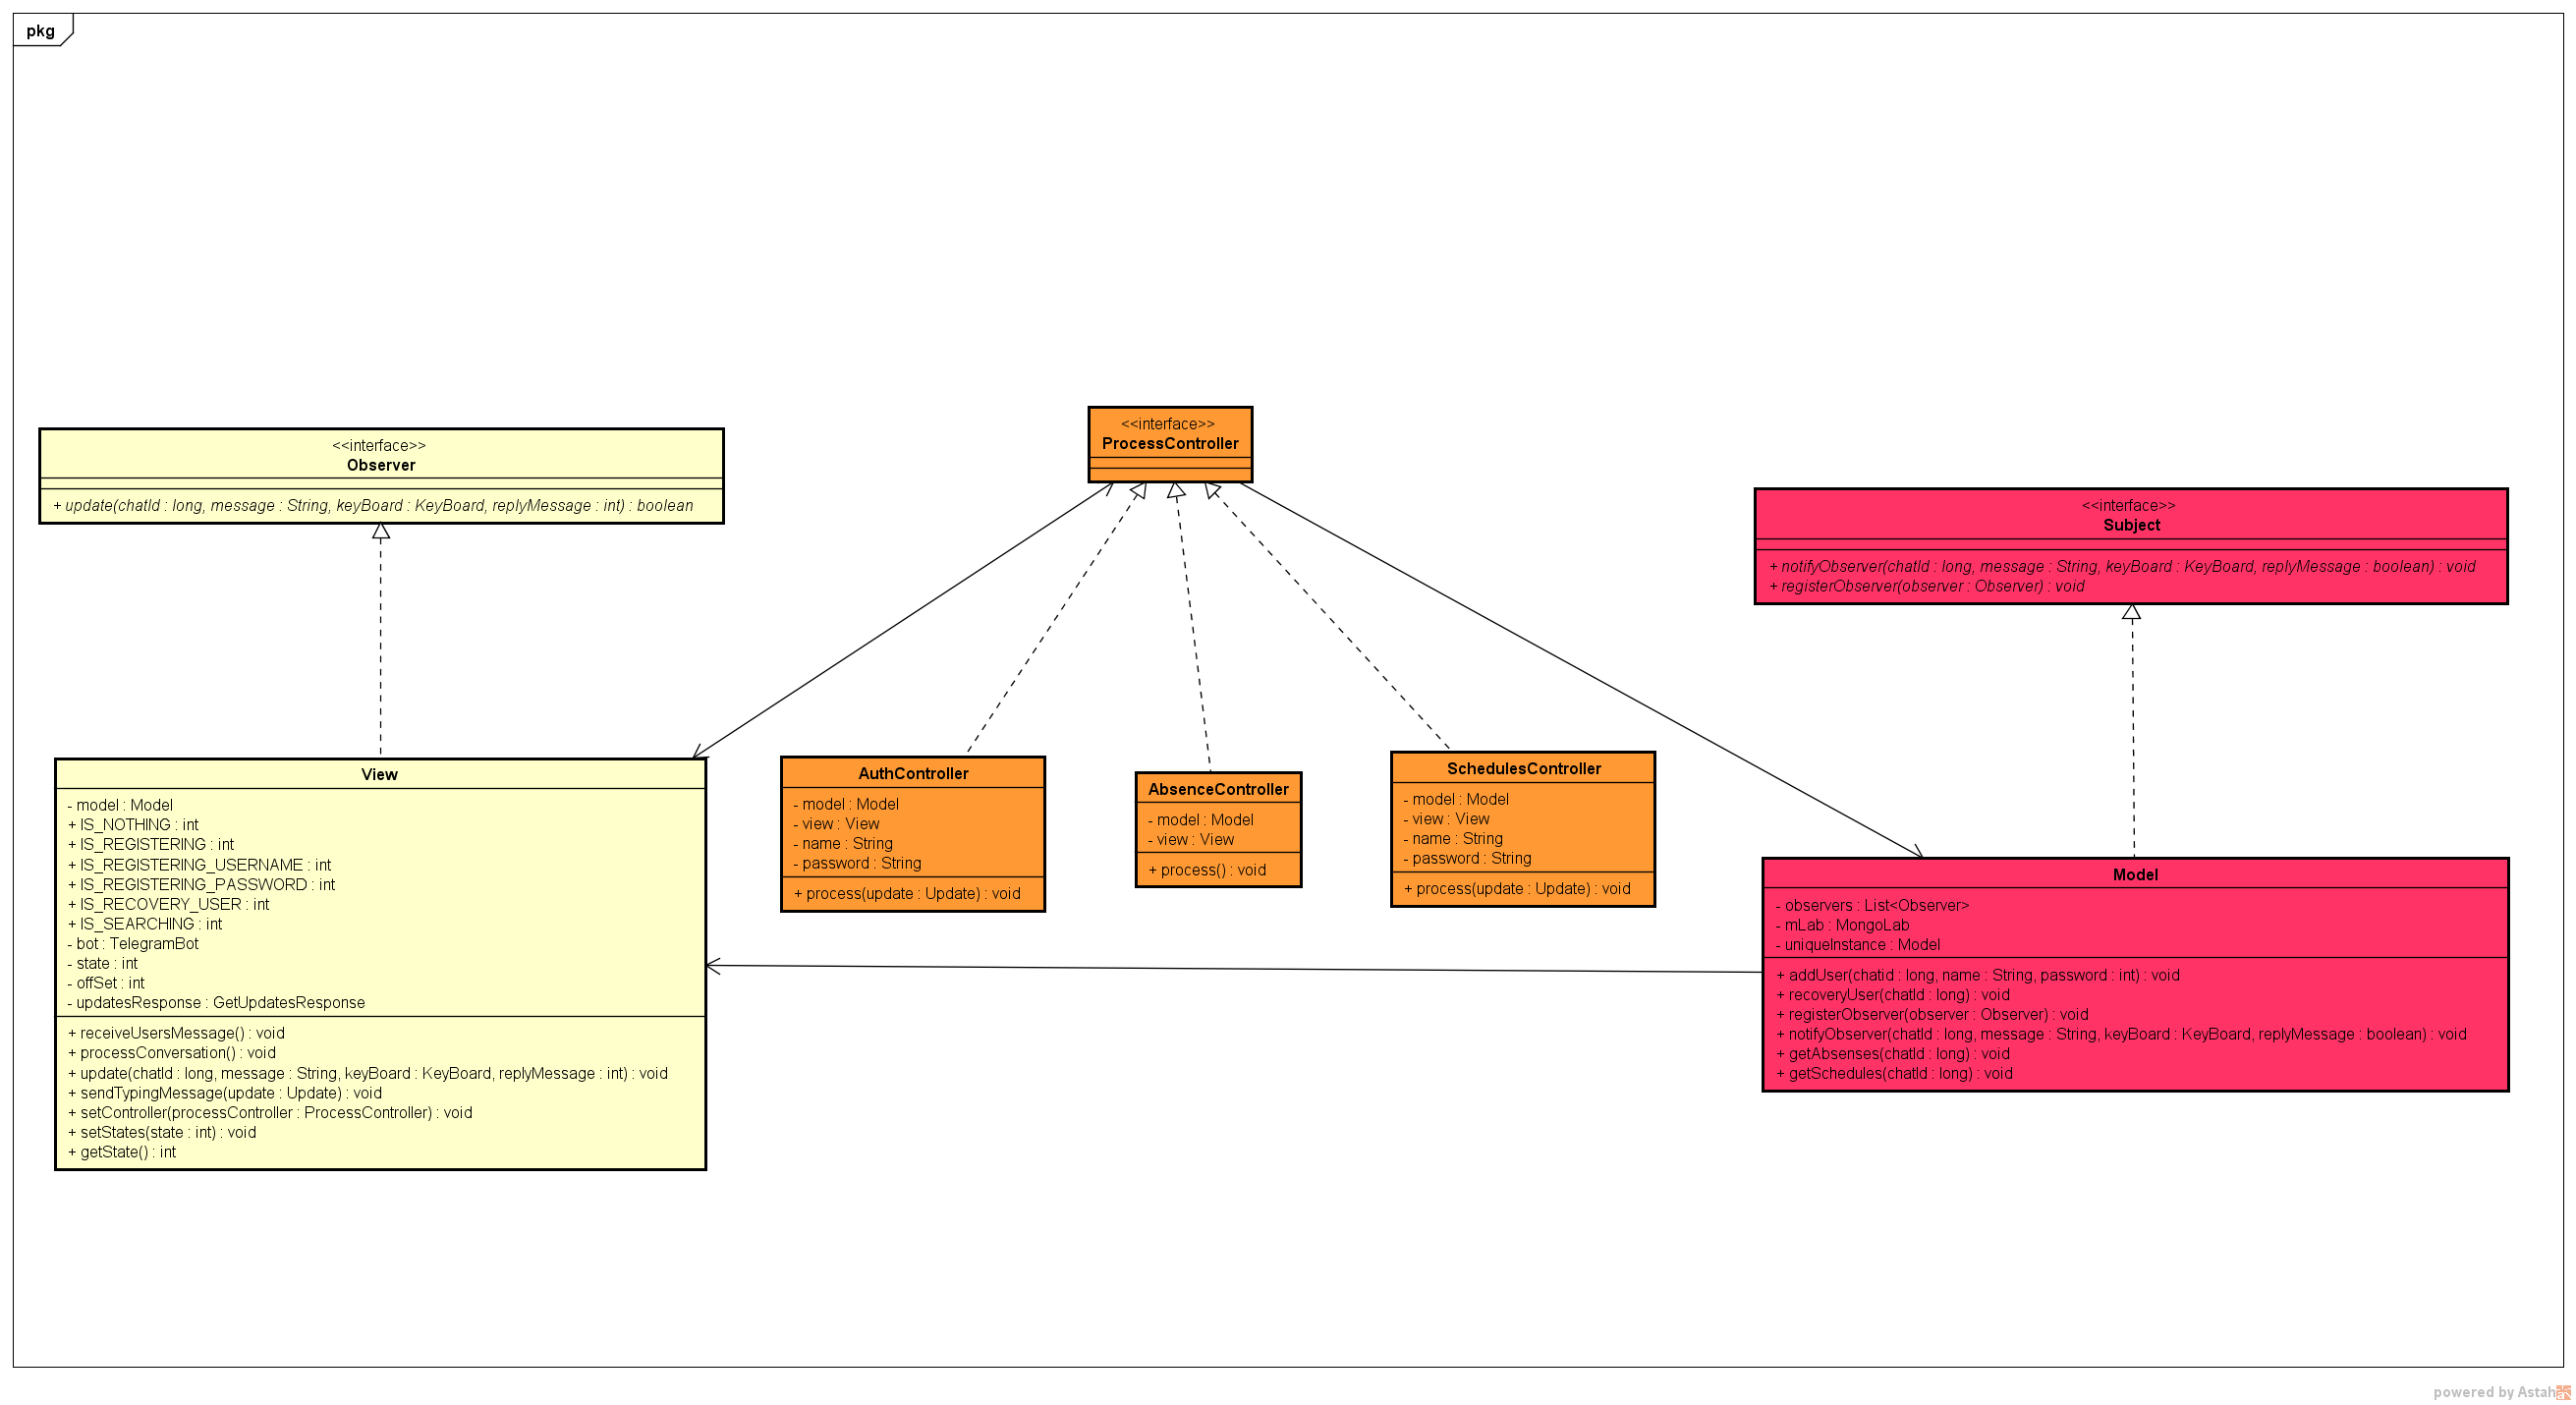 pkg
<<interface>>
Observer
+ update(chatId : long, message : String, keyBoard : KeyBoard, replyMessage : int) : boolean
<<interface>>
ProcessController
<<interface>>
Subject
+ notifyObserver(chatId : long, message : String, keyBoard : KeyBoard, replyMessage : boolean) : void
+ registerObserver(observer : Observer) : void
View
- model : Model
+ IS_NOTHING : int
+ IS_REGISTERING : int
+ IS_REGISTERING_USERNAME : int
+ IS_REGISTERING_PASSWORD : int
+ IS_RECOVERY_USER : int
+ IS_SEARCHING : int
- bot : TelegramBot
- state : int
- offSet : int
- updatesResponse : GetUpdatesResponse
+ receiveUsersMessage() : void
+ processConversation() : void
+ update(chatId : long, message : String, keyBoard : KeyBoard, replyMessage : int) : void
+ sendTypingMessage(update : Update) : void
+ setController(processController : ProcessController) : void
+ setStates(state : int) : void
+ getState() : int
AuthController
- model : Model
- view : View
- name : String
- password : String
+ process(update : Update) : void
AbsenceController
- model : Model
- view : View
+ process() : void
SchedulesController
- model : Model
- view : View
- name : String
- password : String
+ process(update : Update) : void
Model
- observers : List<Observer>
- mLab : MongoLab
- uniqueInstance : Model
+ addUser(chatid : long, name : String, password : int) : void
+ recoveryUser(chatId : long) : void
+ registerObserver(observer : Observer) : void
+ notifyObserver(chatId : long, message : String, keyBoard : KeyBoard, replyMessage : boolean) : void
+ getAbsenses(chatId : long) : void
+ getSchedules(chatId : long) : void
powered by Astah